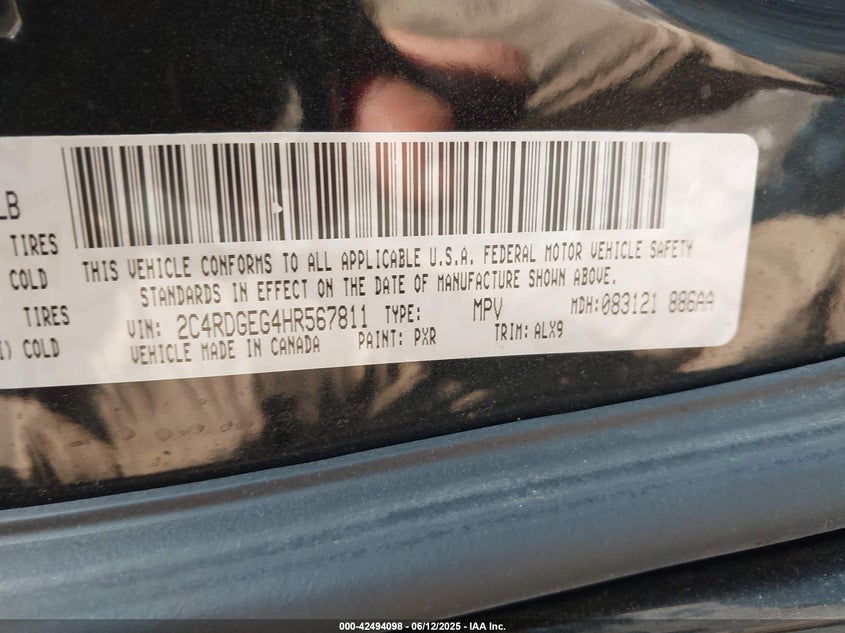 LB
TIRES
COLD
TIRES
) COLD
THIS VEHICLE CONFORMS TO ALL APPLICABLE U.S.A. FEDERAL MOTOR VEHICLE SAFETY
STANDARDS IN EFFECT ON THE DATE OF MANUFACTURE SHOWN ABOVE.
VIN: 2C4RDGEG4HR567811 TYPE: MPV MDH:083121 886AA
VEHICLE MADE IN CANADA PAINT: PXR TRIM: ALX9
000-42494098 - 06/12/2025 - IAA Inc.